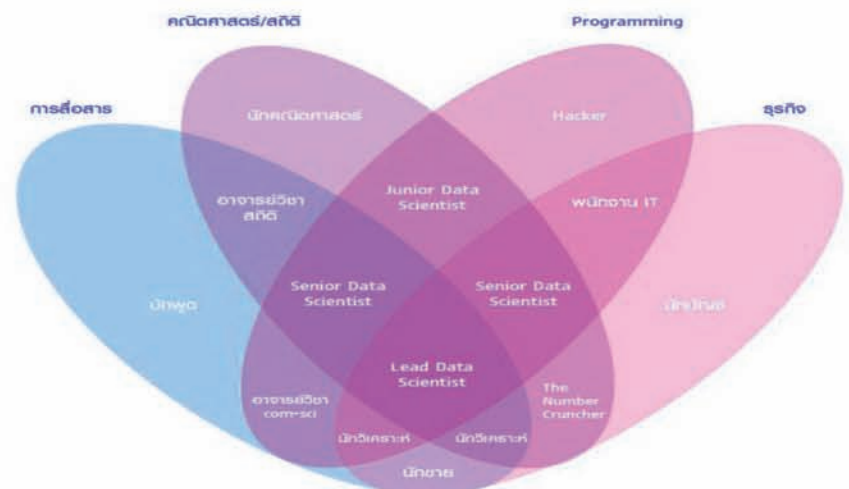 คณิตศาสตร์/สถิติ
Programming
การสื่อสาร
ธุรกิจ
นักคณิตศาสตร์
Hacker
อาจารย์วิชา
สถิติ
Junior Data
Scientist
พนักงาน IT
นักพูด
Senior Data
Scientist
Senior Data
Scientist
นักบัญชี
Lead Data
Scientist
อาจารย์วิชา
com-sci
The
Number
Cruncher
นักวิเคราะห์
นักวิเคราะห์
นักขาย